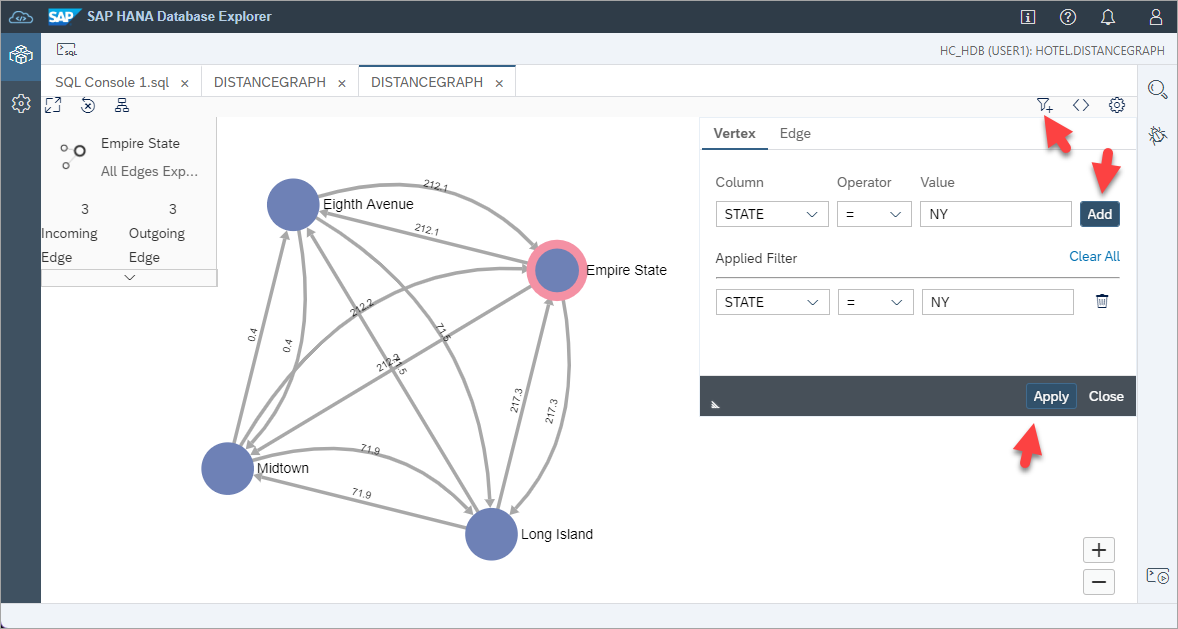 SAP SAP HANA Database Explorer
SQL
HC_HDB (USER1): HOTEL.DISTANCEGRAPH
SQL Console 1.sql × DISTANCEGRAPH × DISTANCEGRAPH ×
Empire State
All Edges Exp...
3 3
Incoming Outgoing
Edge Edge
Vertex Edge
Column Operator Value
STATE = NY Add
Applied Filter Clear All
STATE = NY
Apply Close
212.1
Eighth Avenue
212.1
Empire State
212.2
71.5
0.4
0.4
212.2
71.5
217.3
217.3
71.9
Midtown
71.9
Long Island
+
−